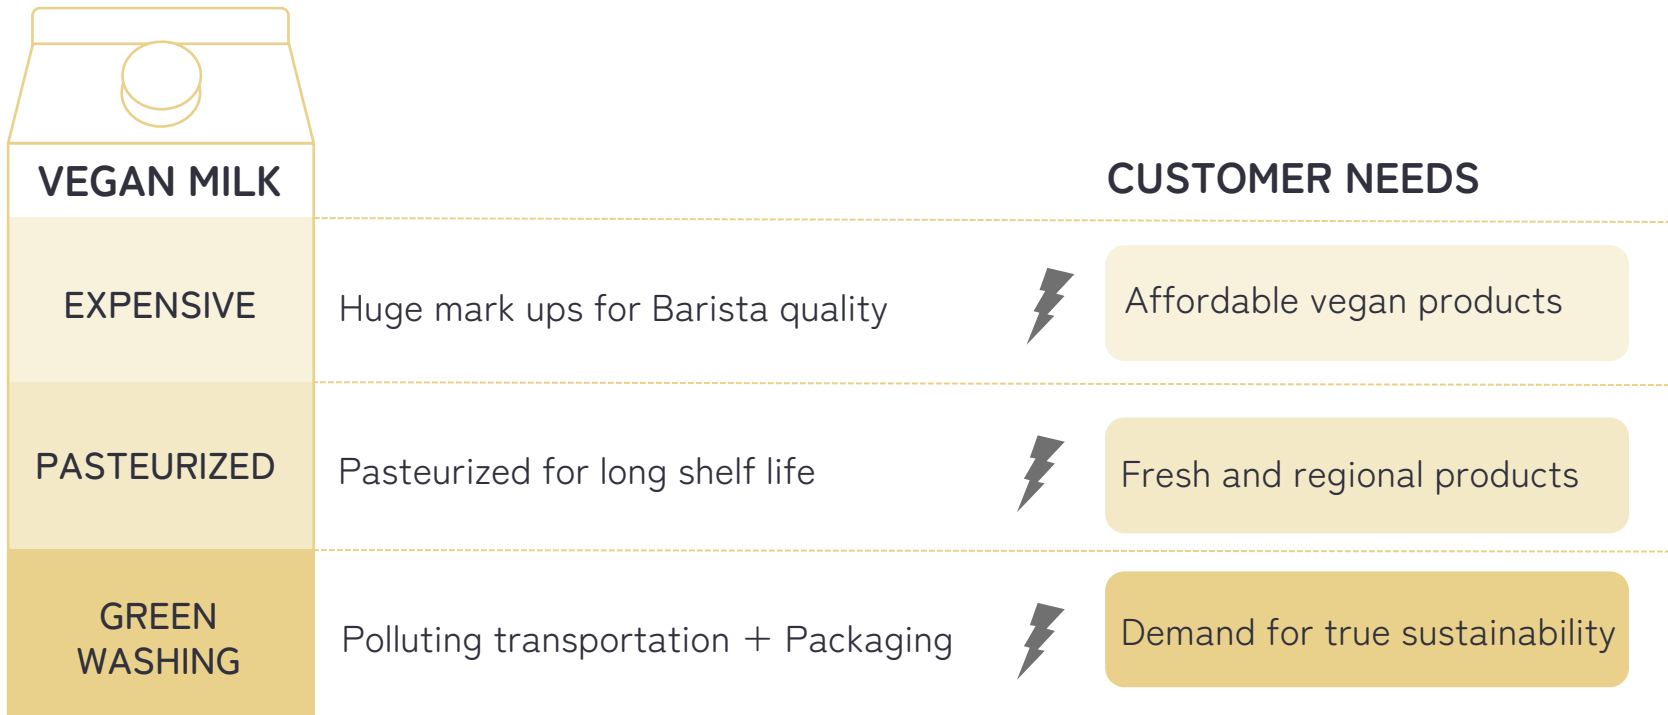 VEGAN MILK
CUSTOMER NEEDS
EXPENSIVE
Huge mark ups for Barista quality
Affordable vegan products
PASTEURIZED
Pasteurized for long shelf life
Fresh and regional products
GREEN
WASHING
Polluting transportation + Packaging
Demand for true sustainability